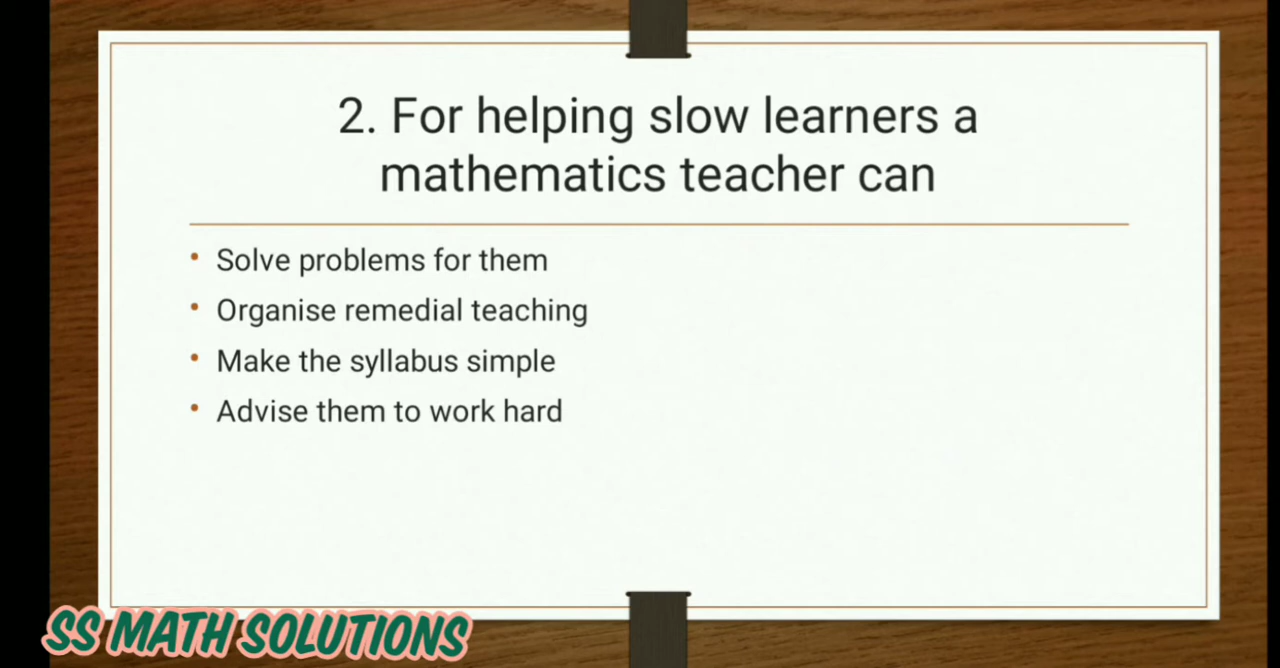 2. For helping slow learners a
mathematics teacher can
• Solve problems for them
• Organise remedial teaching
• Make the syllabus simple
• Advise them to work hard
SS MATH SOLUTIONS